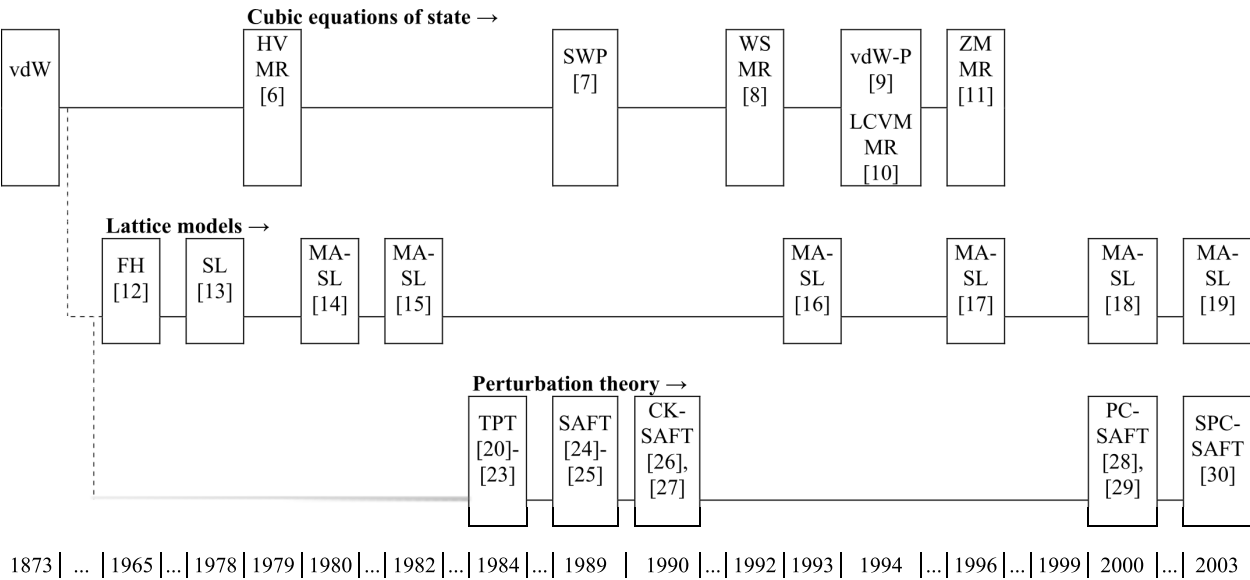 Cubic equations of state →
vdW
HV
MR
[6]
SWP
[7]
WS
MR
[8]
vdW-P
[9]
LCVM
MR
[10]
ZM
MR
[11]
Lattice models →
FH
[12]
SL
[13]
MA-
SL
[14]
MA-
SL
[15]
MA-
SL
[16]
MA-
SL
[17]
MA-
SL
[18]
MA-
SL
[19]
Perturbation theory →
TPT
[20]-
[23]
SAFT
[24]-
[25]
CK-
SAFT
[26],
[27]
PC-
SAFT
[28],
[29]
SPC-
SAFT
[30]
1873 | ... | 1965 | ... | 1978 | 1979 | 1980 | ... | 1982 | ... | 1984 | ... | 1989 | 1990 | ... | 1992 | 1993 | 1994 | ... | 1996 | ... | 1999 | 2000 | ... | 2003